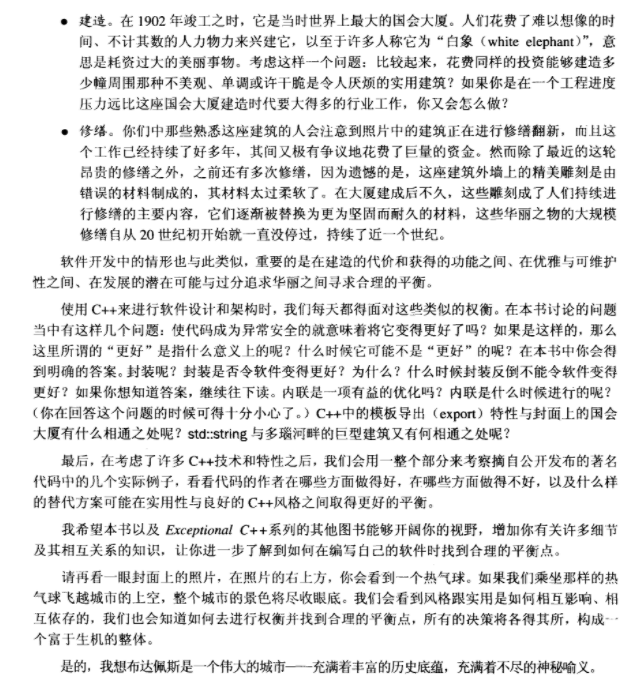 ● 建造。在 1902 年竣工之时，它是当时世界上最大的国会大厦。人们花费了难以想像的时
间、不计其数的人力物力来兴建它，以至于许多人称它为“白象（white elephant）”，意
思是耗资过大的美丽事物。考虑这样一个问题：比较起来，花费同样的投资能够建造多
少幢周围那种不美观、单调或许干脆是令人厌烦的实用建筑？如果你是在一个工程进度
压力远比这座国会大厦建造时代要大得多的行业工作，你又会怎么做？
● 修缮。你们中那些熟悉这座建筑的人会注意到照片中的建筑正在进行修缮翻新，而且这
个工作已经持续了好多年，其间又极有争议地花费了巨量的资金。然而除了最近的这轮
昂贵的修缮之外，之前还有多次修缮，因为遗憾的是，这座建筑外墙上的精美雕刻是由
错误的材料制成的，其材料太过柔软了。在大厦建成后不久，这些雕刻成了人们持续进
行修缮的主要内容，它们逐渐被替换为更为坚固而耐久的材料，这些华丽之物的大规模
修缮自从 20 世纪初开始就一直没停过，持续了近一个世纪。
软件开发中的情形也与此类似，重要的是在建造的代价和获得的功能之间、在优雅与可维护
性之间、在发展的潜在可能与过分追求华丽之间寻求合理的平衡。
使用 C++来进行软件设计和架构时，我们每天都得面对这些类似的权衡。在本书讨论的问题
当中有这样几个问题：使代码成为异常安全的就意味着将它变得更好了吗？如果是这样的，那么
这里所谓的“更好”是指什么意义上的呢？什么时候它可能不是“更好”的呢？在本书中你会得
到明确的答案。封装呢？封装是否令软件变得更好？为什么？什么时候封装反倒不能令软件变得
更好？如果你想知道答案，继续往下读。内联是一项有益的优化吗？内联是什么时候进行的呢？
（你在回答这个问题的时候可得十分小心了。）C++中的模板导出（export）特性与封面上的国会
大厦有什么相通之处呢？std::string 与多瑙河畔的巨型建筑又有何相通之处呢？
最后，在考虑了许多 C++技术和特性之后，我们会用一整个部分来考察摘自公开发布的著名
代码中的几个实际例子，看看代码的作者在哪些方面做得好，在哪些方面做得不好，以及什么样
的替代方案可能在实用性与良好的 C++风格之间取得更好的平衡。
我希望本书以及 Exceptional C++系列的其他图书能够开阔你的视野，增加你有关许多细节
及其相互关系的知识，让你进一步了解到如何在编写自己的软件时找到合理的平衡点。
请再看一眼封面上的照片，在照片的右上方，你会看到一个热气球。如果我们乘坐那样的热
气球飞越城市的上空，整个城市的景色将尽收眼底。我们会看到风格跟实用是如何相互影响、相
互依存的，我们也会知道如何去进行权衡并找到合理的平衡点，所有的决策将各得其所，构成一
个富于生机的整体。
是的，我想布达佩斯是一个伟大的城市——充满着丰富的历史底蕴，充满着不尽的神秘喻义。